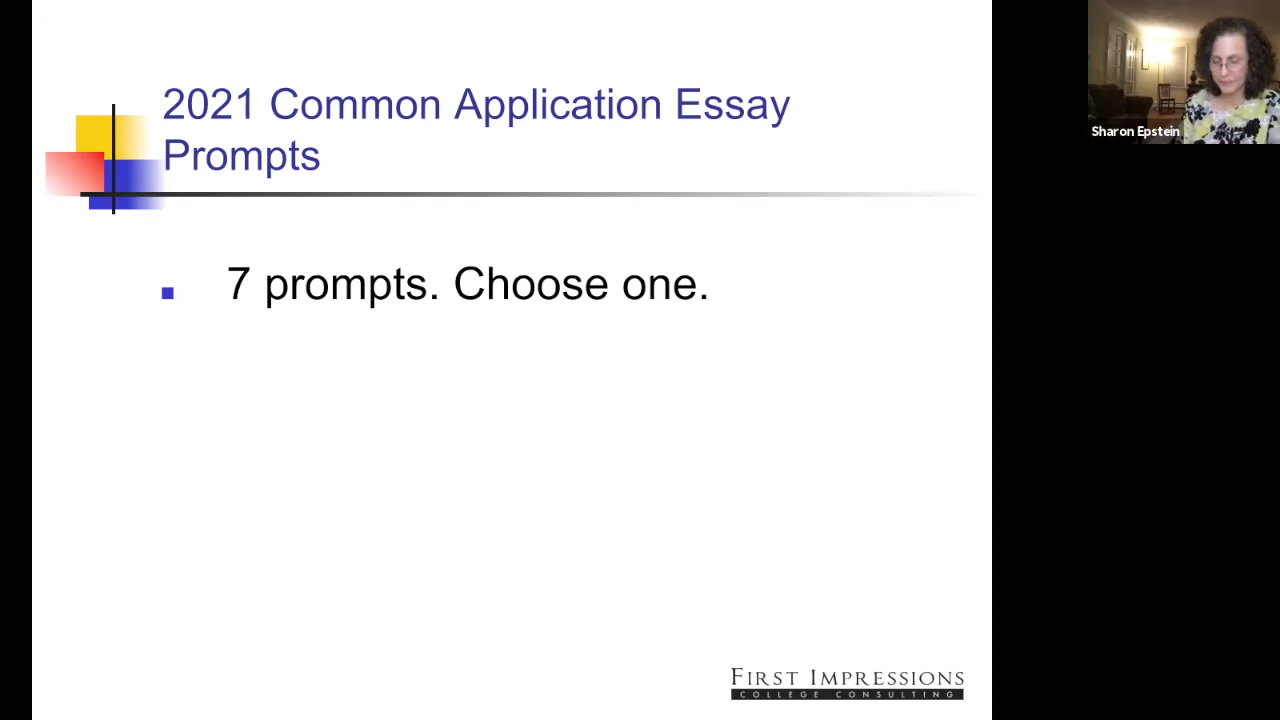 2021 Common Application Essay
Prompts
7 prompts. Choose one.
FIRST IMPRESSIONS
COLLEGE CONSULTING
Sharon Epstein